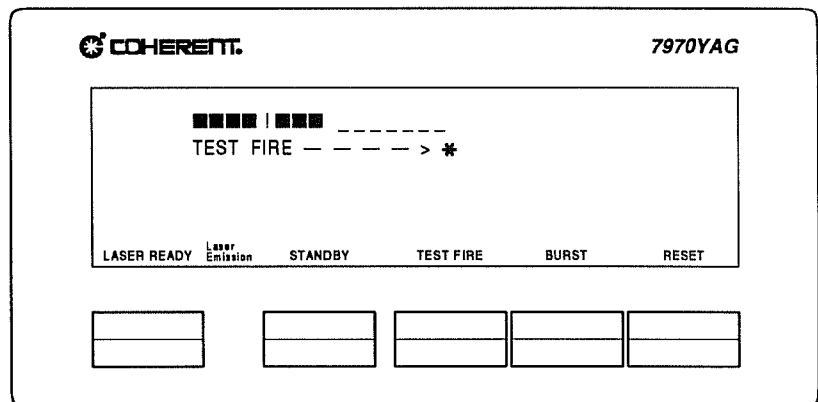 COHERENT. 7970YAG
TEST FIRE — — — — > *
LASER READY Laser Emission STANDBY TEST FIRE BURST RESET